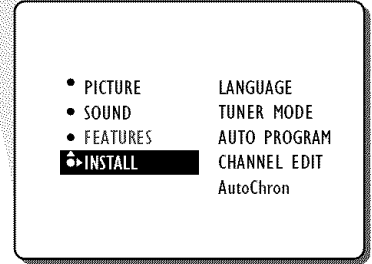 PICTURE
SOUND
FEATURES
INSTALL
LANGUAGE
TUNER MODE
AUTO PROGRAM
CHANNEL EDIT
AutoChron